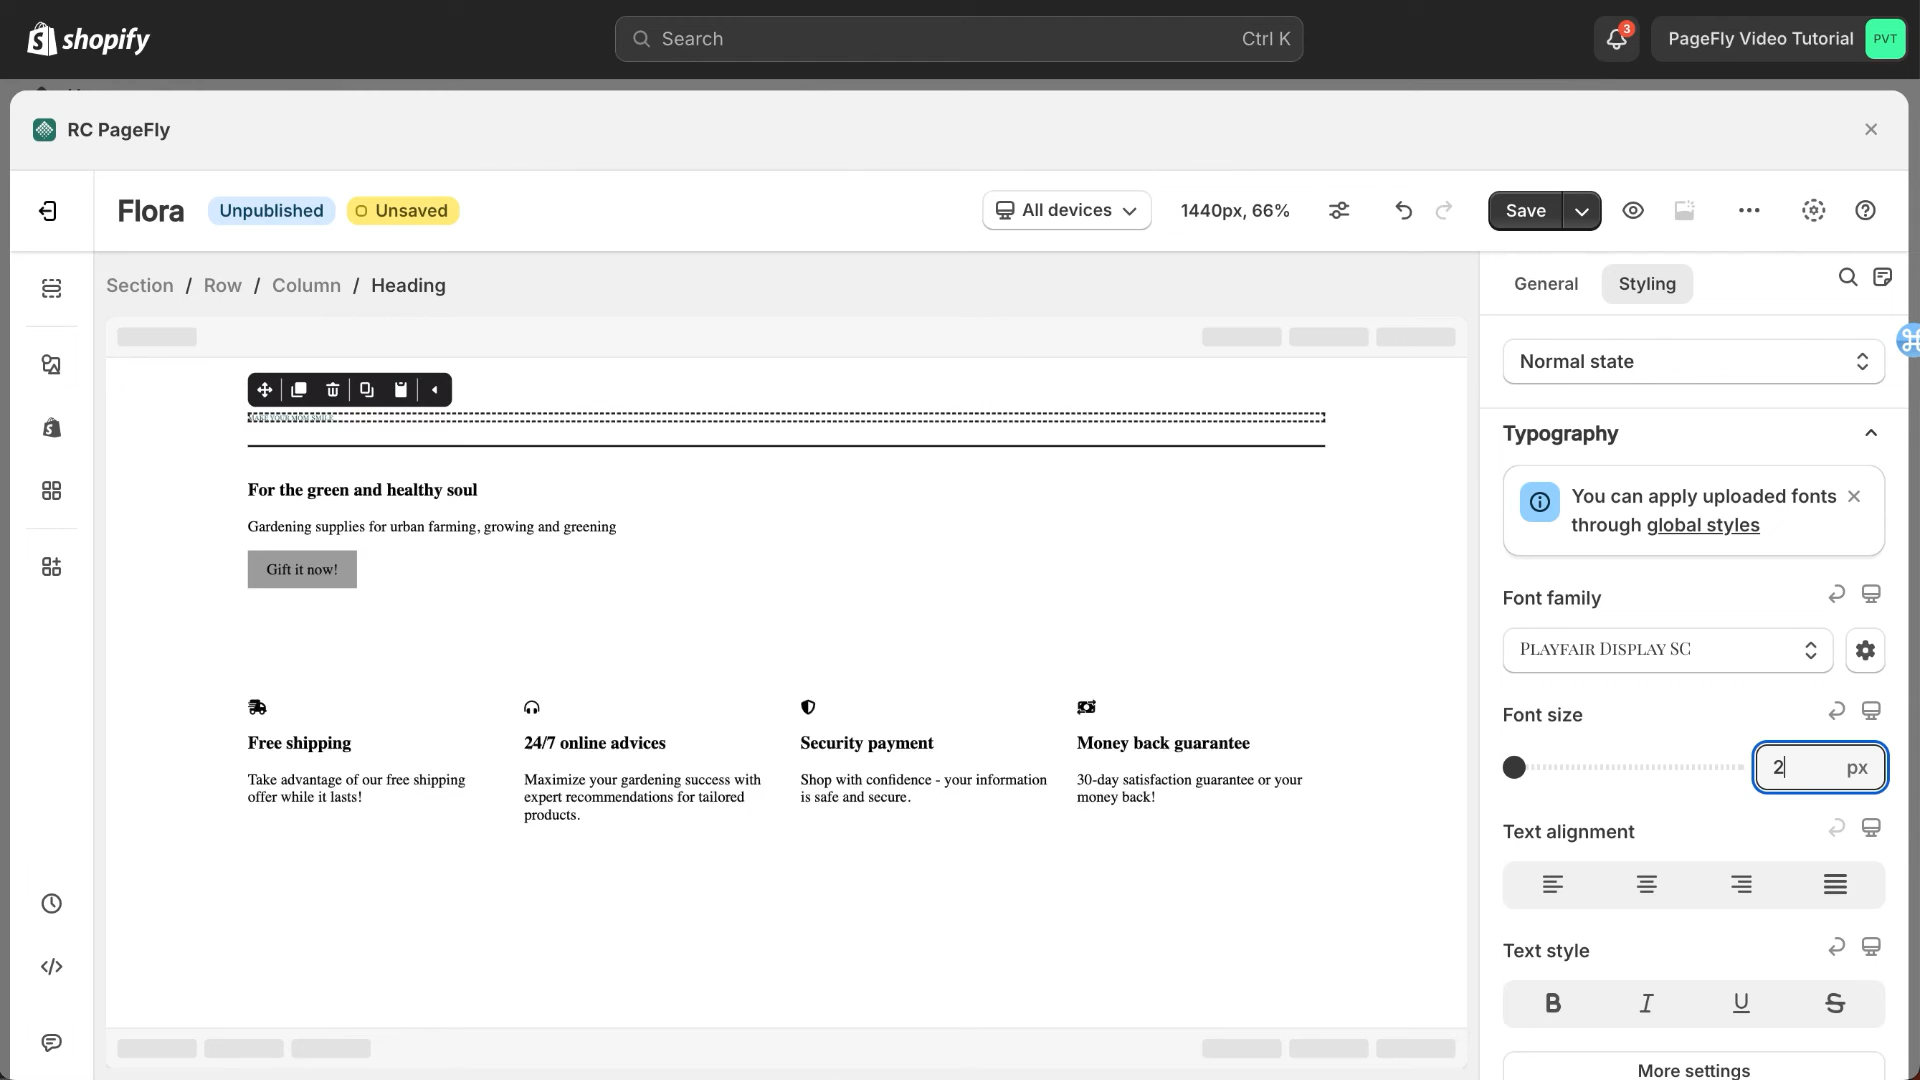 shopify
Search
Ctrl K
3
PageFly Video Tutorial
PVT
RC PageFly
Flora
Unpublished
Unsaved
All devices
1440px, 66%
Save
Section / Row / Column / Heading
General
Styling
Normal state
MAKE YOUR MOM SMILE
For the green and healthy soul
Gardening supplies for urban farming, growing and greening
Gift it now!
Free shipping
Take advantage of our free shipping
offer while it lasts!
24/7 online advices
Maximize your gardening success with
expert recommendations for tailored
products.
Security payment
Shop with confidence - your information
is safe and secure.
Money back guarantee
30-day satisfaction guarantee or your
money back!
Typography
You can apply uploaded fonts
through global styles
Font family
Playfair Display SC
Font size
2
px
Text alignment
Text style
B I U S
More settings